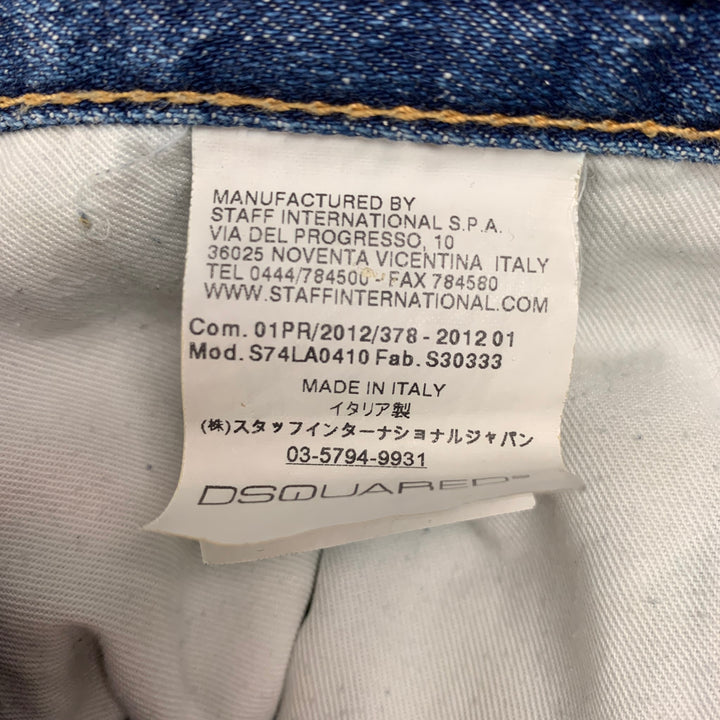 MANUFACTURED BY
STAFF INTERNATIONAL S.P.A.
VIA DEL PROGRESSO, 10
36025 NOVENTA VICENTINA ITALY
TEL 0444/784500 - FAX 784580
WWW.STAFFINTERNATIONAL.COM
Com. 01PR/2012/378 - 2012 01
Mod. S74LA0410 Fab. S30333
MADE IN ITALY
イタリア製
(株)スタッフインターナショナルジャパン
03-5794-9931
DSQUARED²